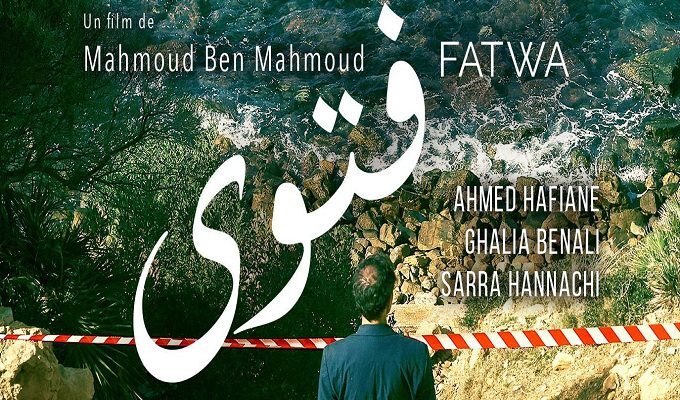 Un film de
Mahmoud Ben Mahmoud
FATWA
فتوى
AHMED HAFIANE
GHALIA BENALI
SARRA HANNACHI